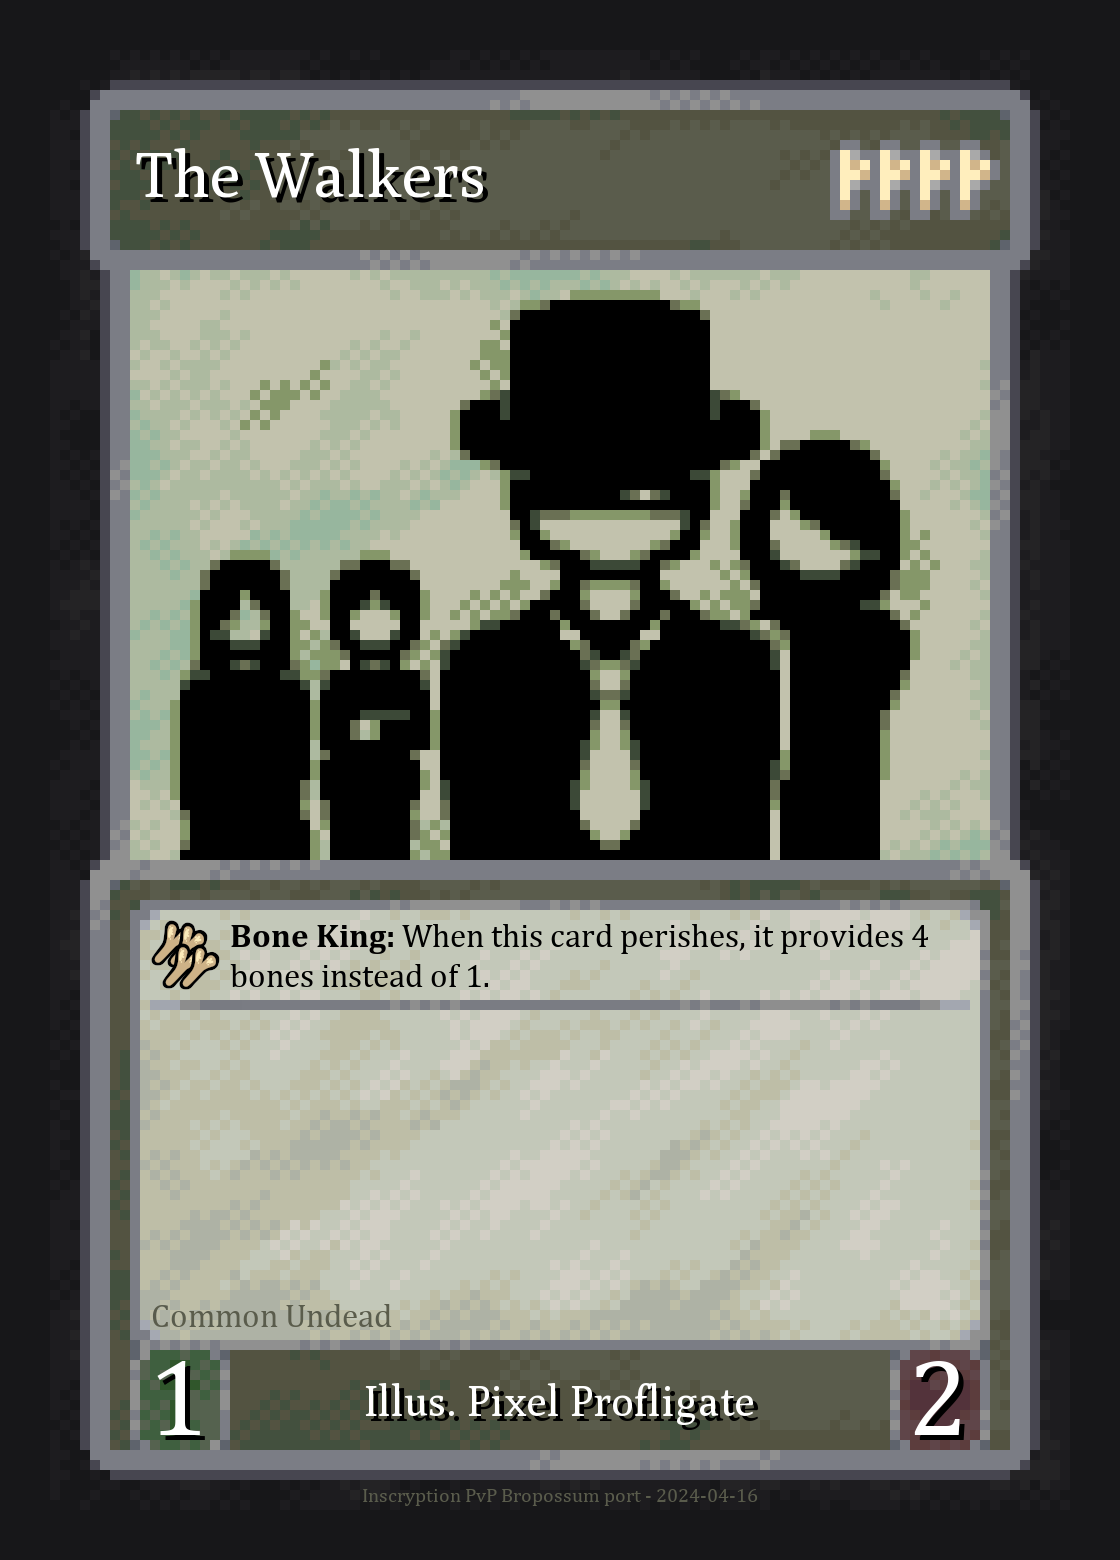 The Walkers
Bone King: When this card perishes, it provides 4
bones instead of 1.
Common Undead
1
Illus. Pixel Profligate
2
Inscryption PvP Bropossum port - 2024-04-16